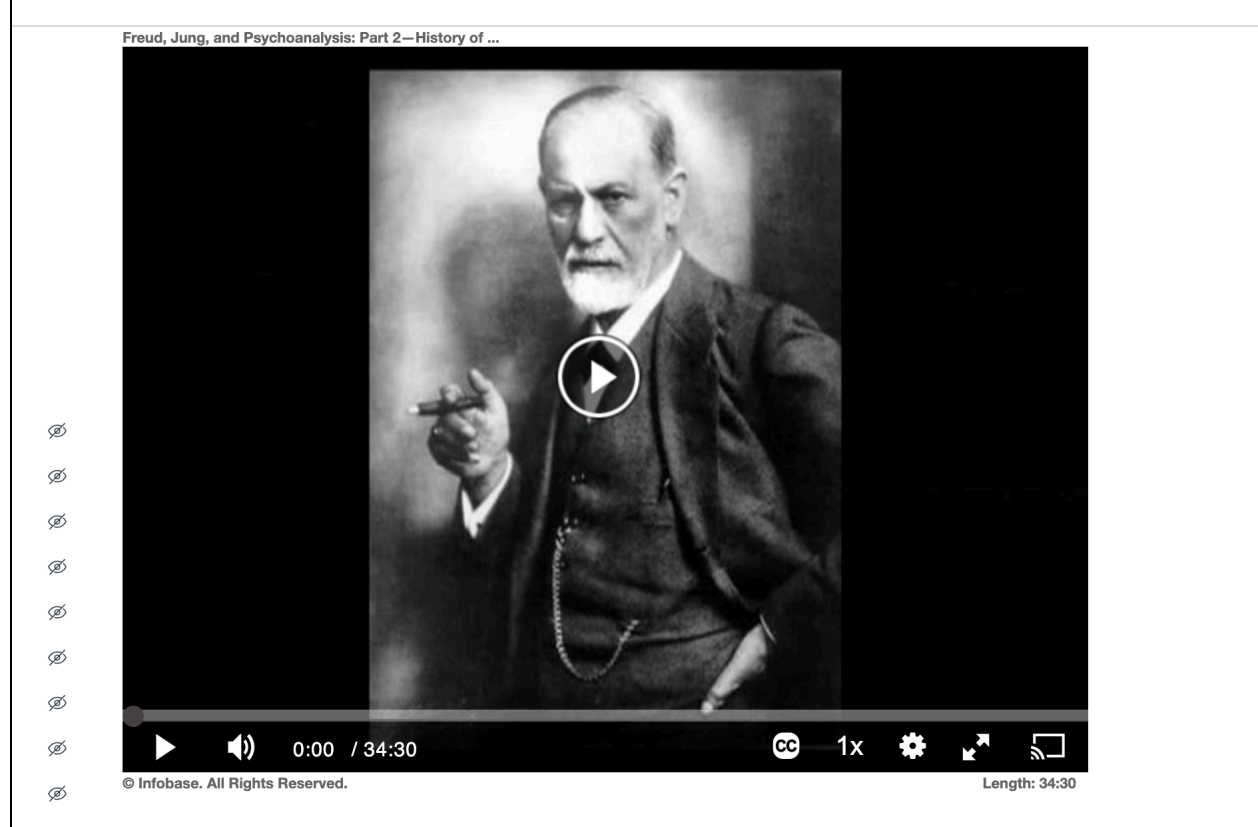 Freud, Jung, and Psychoanalysis: Part 2—History of ...
0:00 / 34:30 CC 1x
© Infobase. All Rights Reserved. Length: 34:30